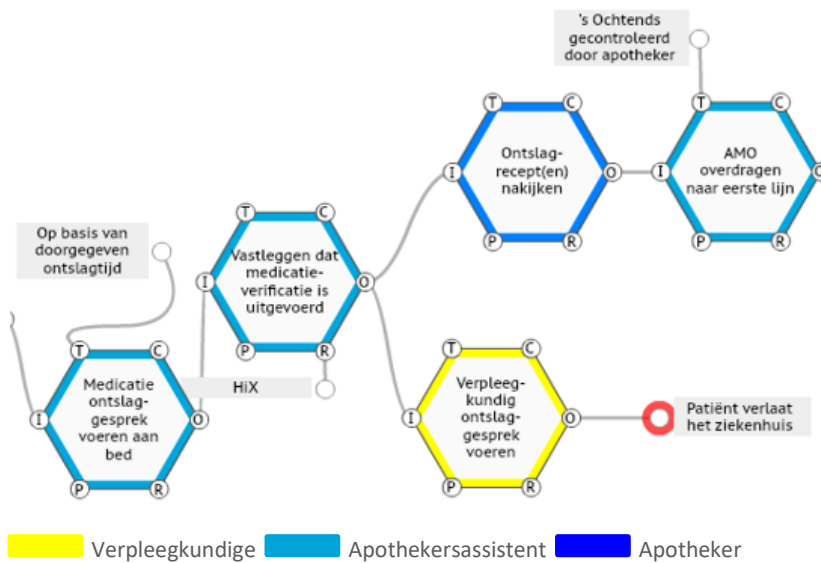 's Ochtends
gecontroleerd
door apotheker
T
C
Ontslag-
recept(en)
nakijken
I
O
P
R
T
C
AMO
overdragen
naar eerste lijn
I
O
P
R
Op basis van
doorgegeven
ontslagtijd
T
C
Vastleggen dat
medicatie-
verificatie is
uitgevoerd
I
O
P
R
HiX
T
C
Medicatie
ontslag-
gesprek
voeren aan
bed
I
O
P
R
T
C
Verpleeg-
kundig
ontslag-
gesprek
voeren
I
O
P
R
Patiënt verlaat
het ziekenhuis
Verpleegkundige
Apothekersassistent
Apotheker